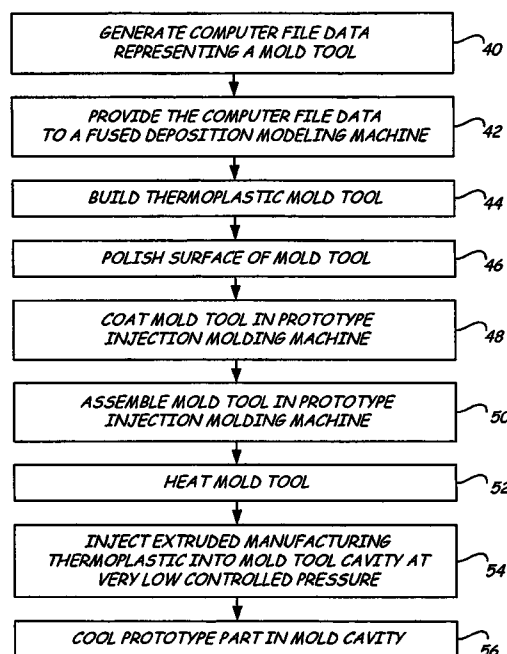 GENERATE COMPUTER FILE DATA
REPRESENTING A MOLD TOOL
40
PROVIDE THE COMPUTER FILE DATA
TO A FUSED DEPOSITION MODELING MACHINE
42
BUILD THERMOPLASTIC MOLD TOOL
44
POLISH SURFACE OF MOLD TOOL
46
COAT MOLD TOOL IN PROTOTYPE
INJECTION MOLDING MACHINE
48
ASSEMBLE MOLD TOOL IN PROTOTYPE
INJECTION MOLDING MACHINE
50
HEAT MOLD TOOL
52
INJECT EXTRUDED MANUFACTURING
THERMOPLASTIC INTO MOLD TOOL CAVITY AT
VERY LOW CONTROLLED PRESSURE
54
COOL PROTOTYPE PART IN MOLD CAVITY
56